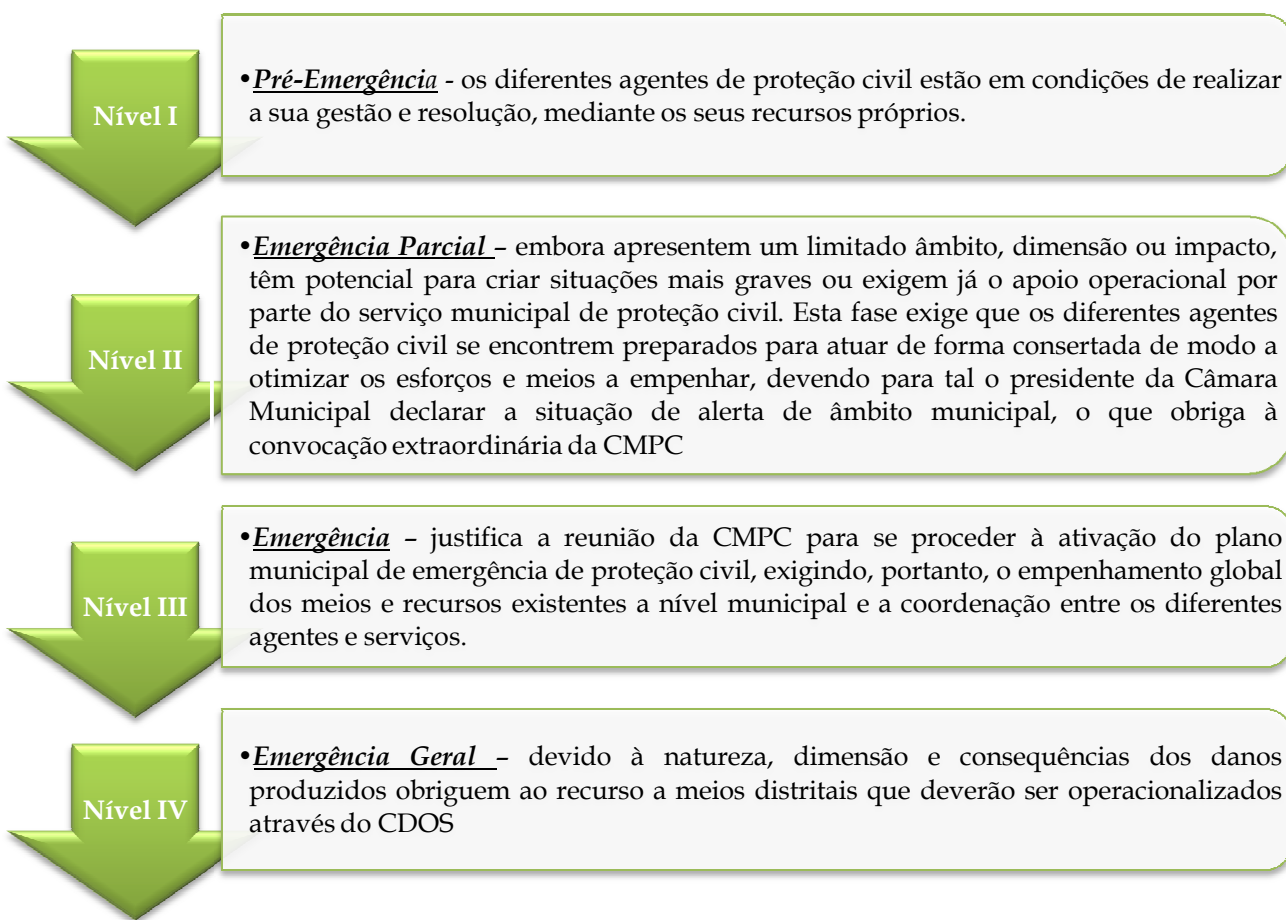 Nível I
•Pré-Emergência - os diferentes agentes de proteção civil estão em condições de realizar
a sua gestão e resolução, mediante os seus recursos próprios.
Nível II
•Emergência Parcial – embora apresentem um limitado âmbito, dimensão ou impacto,
têm potencial para criar situações mais graves ou exigem já o apoio operacional por
parte do serviço municipal de proteção civil. Esta fase exige que os diferentes agentes
de proteção civil se encontrem preparados para atuar de forma consertada de modo a
otimizar os esforços e meios a empenhar, devendo para tal o presidente da Câmara
Municipal declarar a situação de alerta de âmbito municipal, o que obriga à
convocação extraordinária da CMPC
Nível III
•Emergência – justifica a reunião da CMPC para se proceder à ativação do plano
municipal de emergência de proteção civil, exigindo, portanto, o empenhamento global
dos meios e recursos existentes a nível municipal e a coordenação entre os diferentes
agentes e serviços.
Nível IV
•Emergência Geral – devido à natureza, dimensão e consequências dos danos
produzidos obriguem ao recurso a meios distritais que deverão ser operacionalizados
através do CDOS